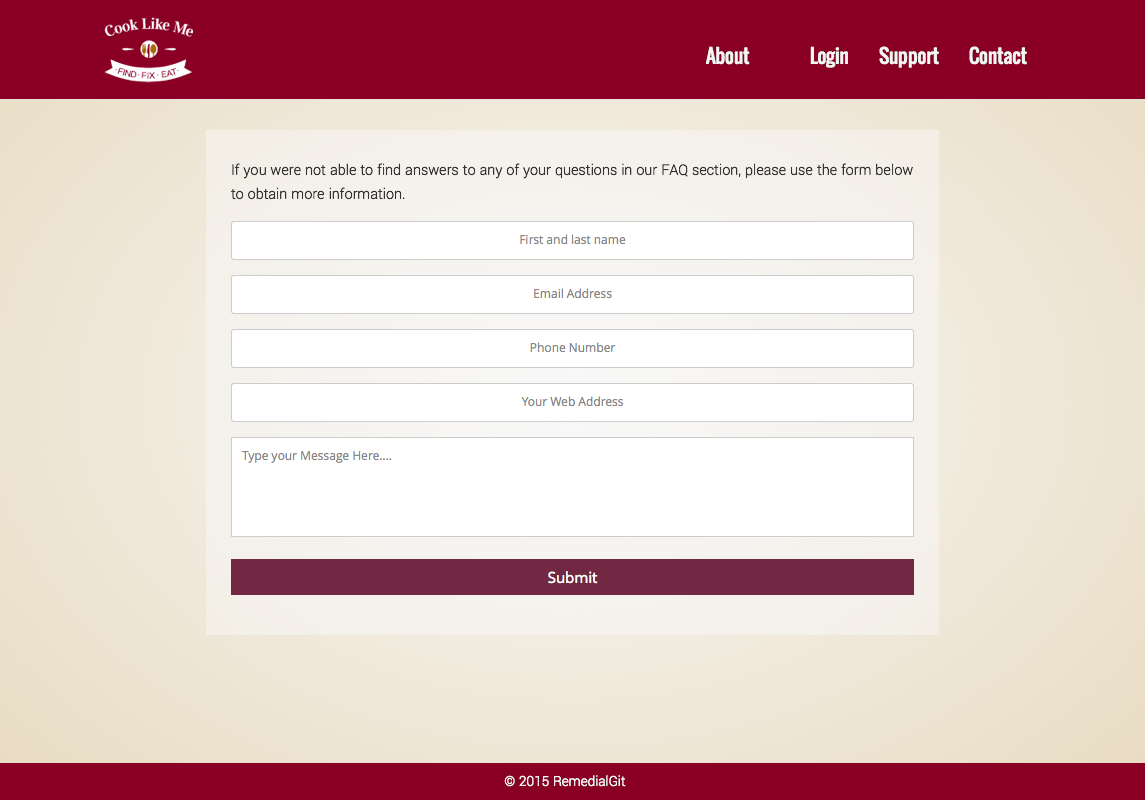 Cook Like Me
·FIND·FIX·EAT·
About Login Support Contact
If you were not able to find answers to any of your questions in our FAQ section, please use the form below
to obtain more information.
First and last name
Email Address
Phone Number
Your Web Address
Type your Message Here....
Submit
© 2015 RemedialGit